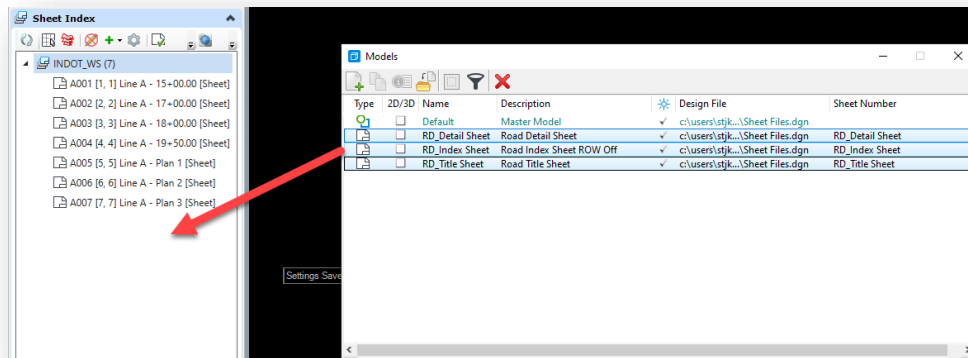 Sheet Index
INDOT_WS (7)
A001 [1, 1] Line A - 15+00.00 [Sheet]
A002 [2, 2] Line A - 17+00.00 [Sheet]
A003 [3, 3] Line A - 18+00.00 [Sheet]
A004 [4, 4] Line A - 19+50.00 [Sheet]
A005 [5, 5] Line A - Plan 1 [Sheet]
A006 [6, 6] Line A - Plan 2 [Sheet]
A007 [7, 7] Line A - Plan 3 [Sheet]
Settings Save
Models
Type 2D/3D Name Description Design File Sheet Number
Default Master Model c:\users\stjk...\Sheet Files.dgn
RD_Detail Sheet Road Detail Sheet c:\users\stjk...\Sheet Files.dgn RD_Detail Sheet
RD_Index Sheet Road Index Sheet ROW Off c:\users\stjk...\Sheet Files.dgn RD_Index Sheet
RD_Title Sheet Road Title Sheet c:\users\stjk...\Sheet Files.dgn RD_Title Sheet